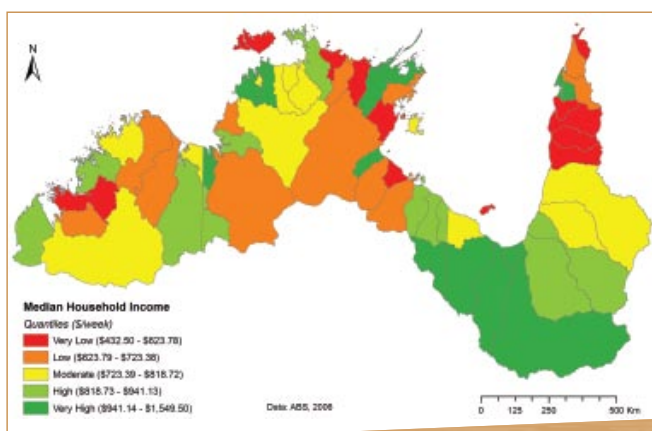 N
Median Household Income
Quantiles ($/week)
Very Low ($432.50 - $623.78)
Low ($623.79 - $723.38)
Moderate ($723.39 - $818.72)
High ($818.73 - $941.13)
Very High ($941.14 - $1,549.50)
Data: ABS, 2006
0 125 250 500 Km